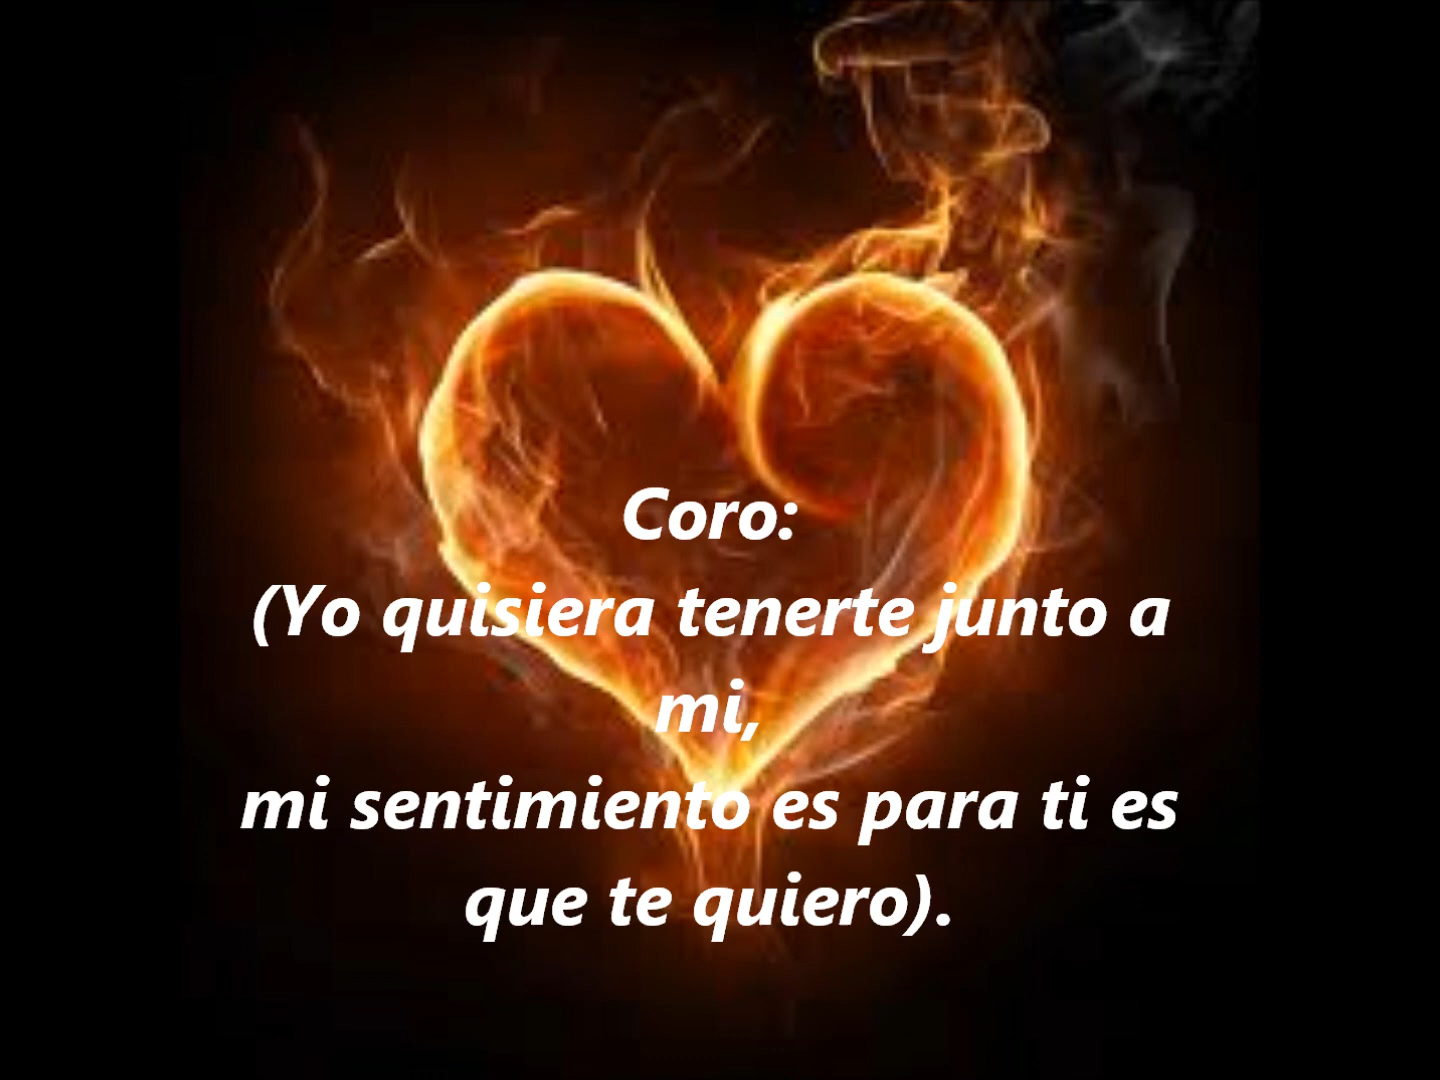 Coro:
(Yo quisiera tenerte junto a
mi,
mi sentimiento es para ti es
que te quiero).